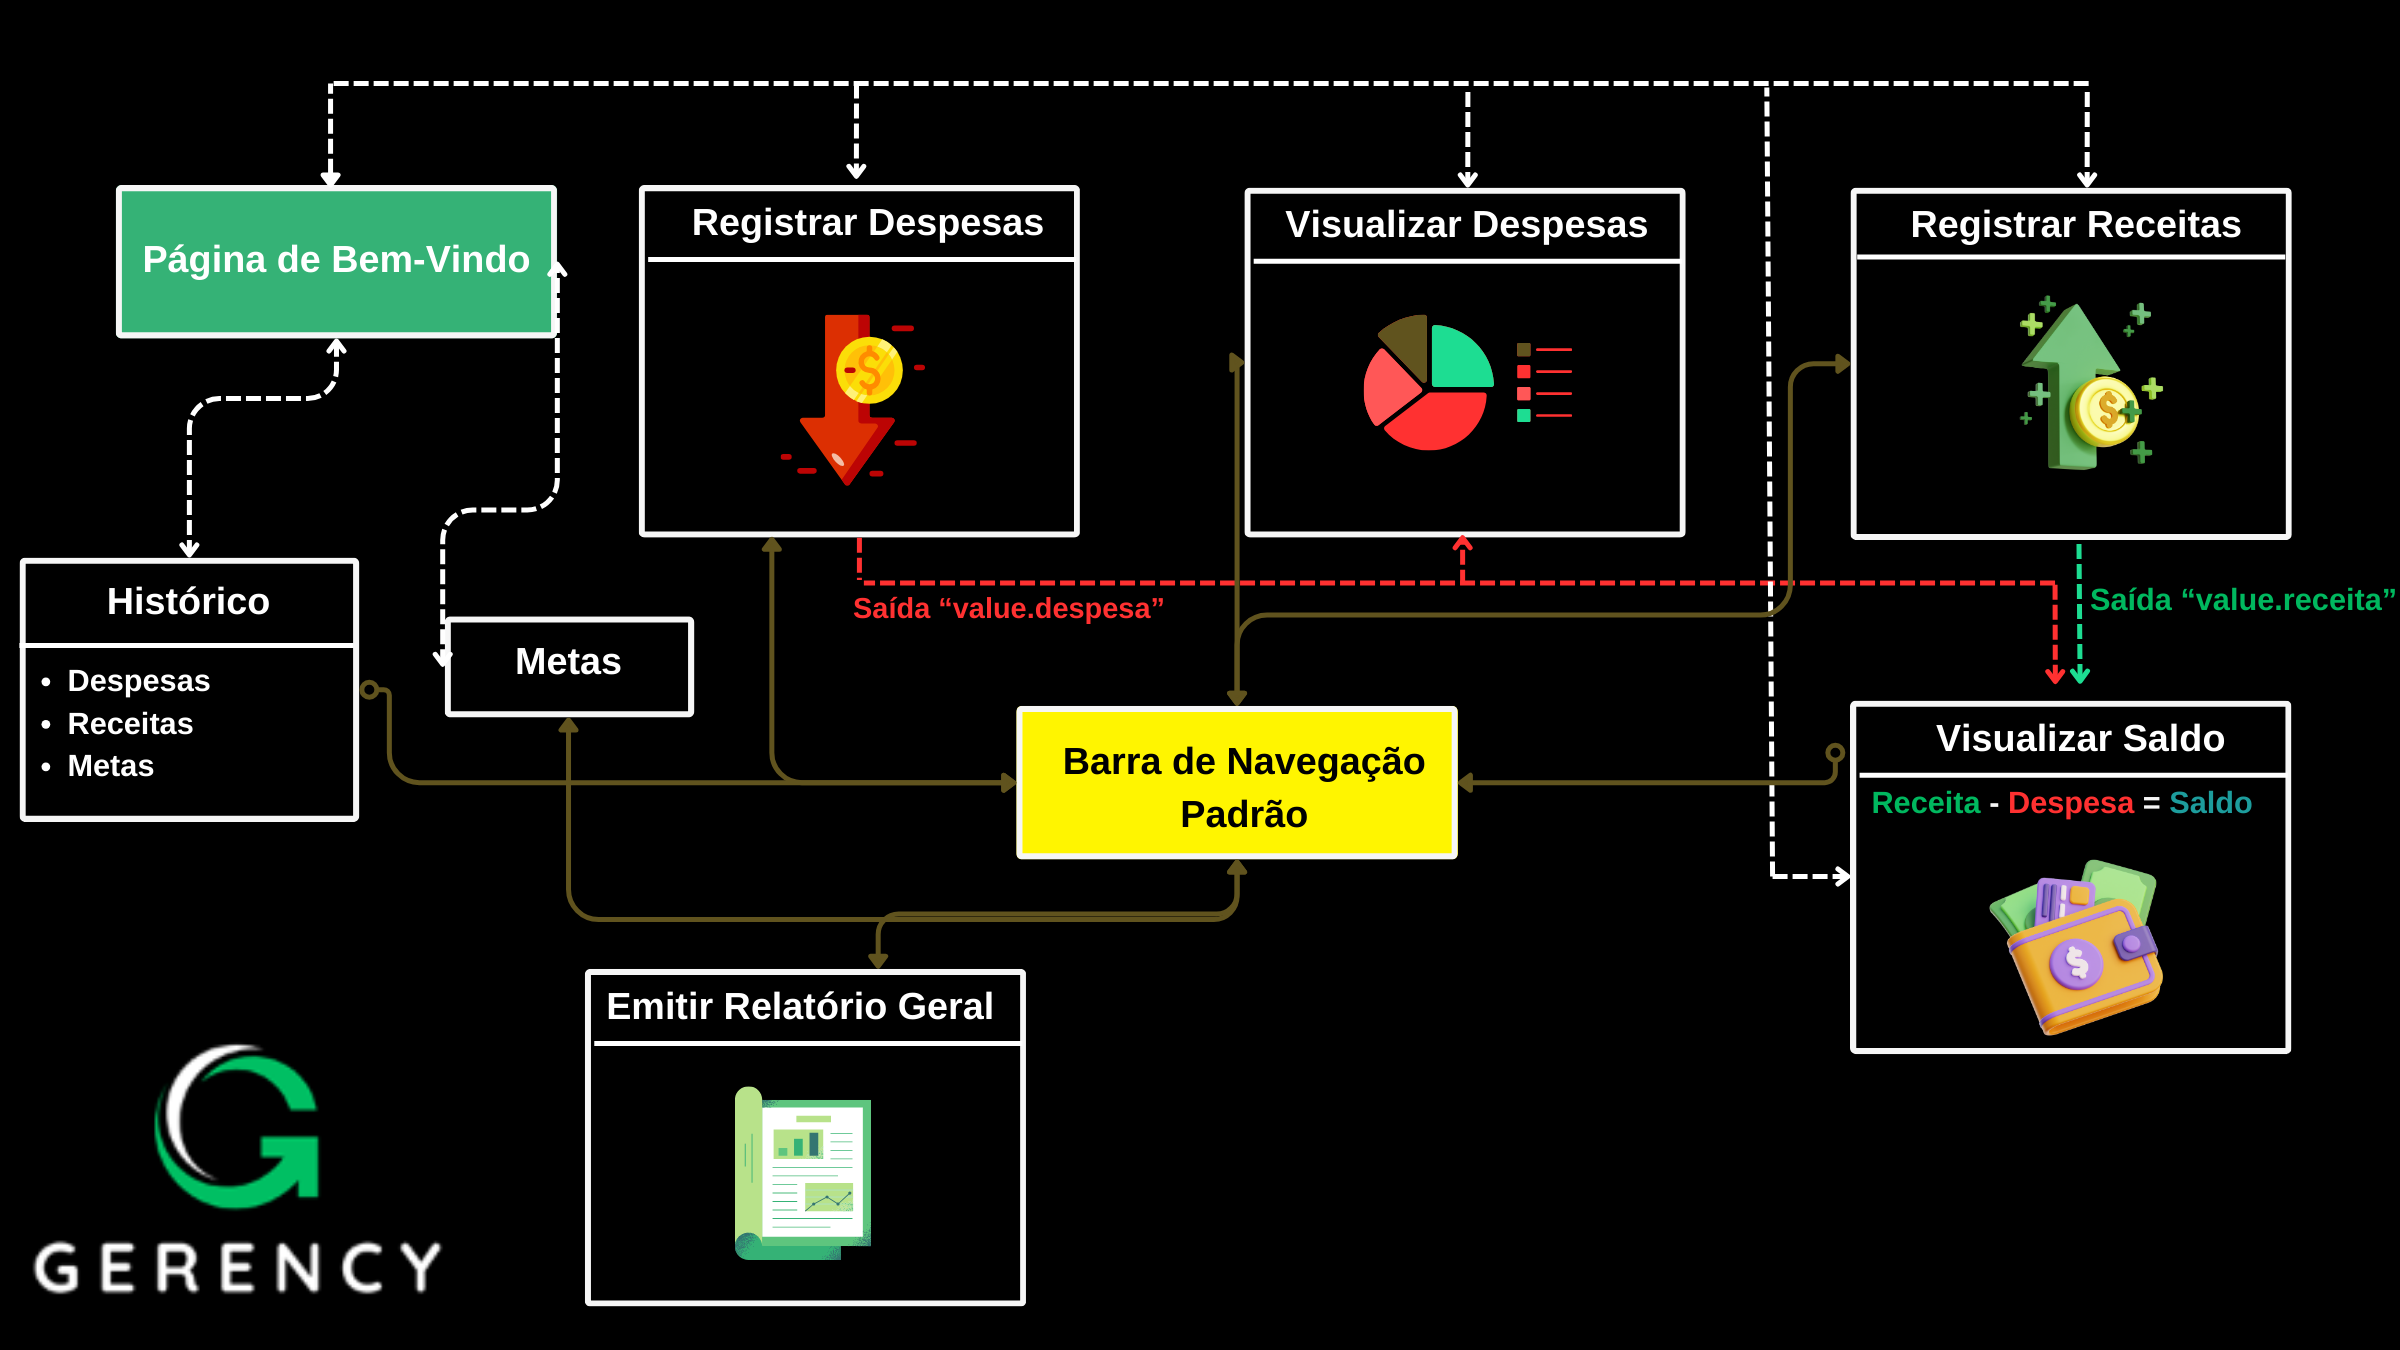 Página de Bem-Vindo
Registrar Despesas
Visualizar Despesas
Registrar Receitas
Histórico
• Despesas
• Receitas
• Metas
Metas
Saída “value.despesa”
Saída “value.receita”
Barra de Navegação
Padrão
Visualizar Saldo
Receita - Despesa = Saldo
Emitir Relatório Geral
GERENCY